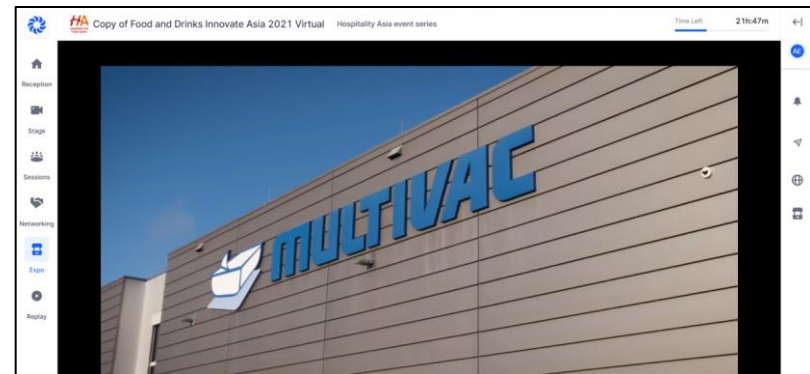 HA Copy of Food and Drinks Innovate Asia 2021 Virtual Hospitality Asia event series Time Left 21h:47m
Reception
Stage
Sessions
Networking
Expo
Replay
MULTIVAC